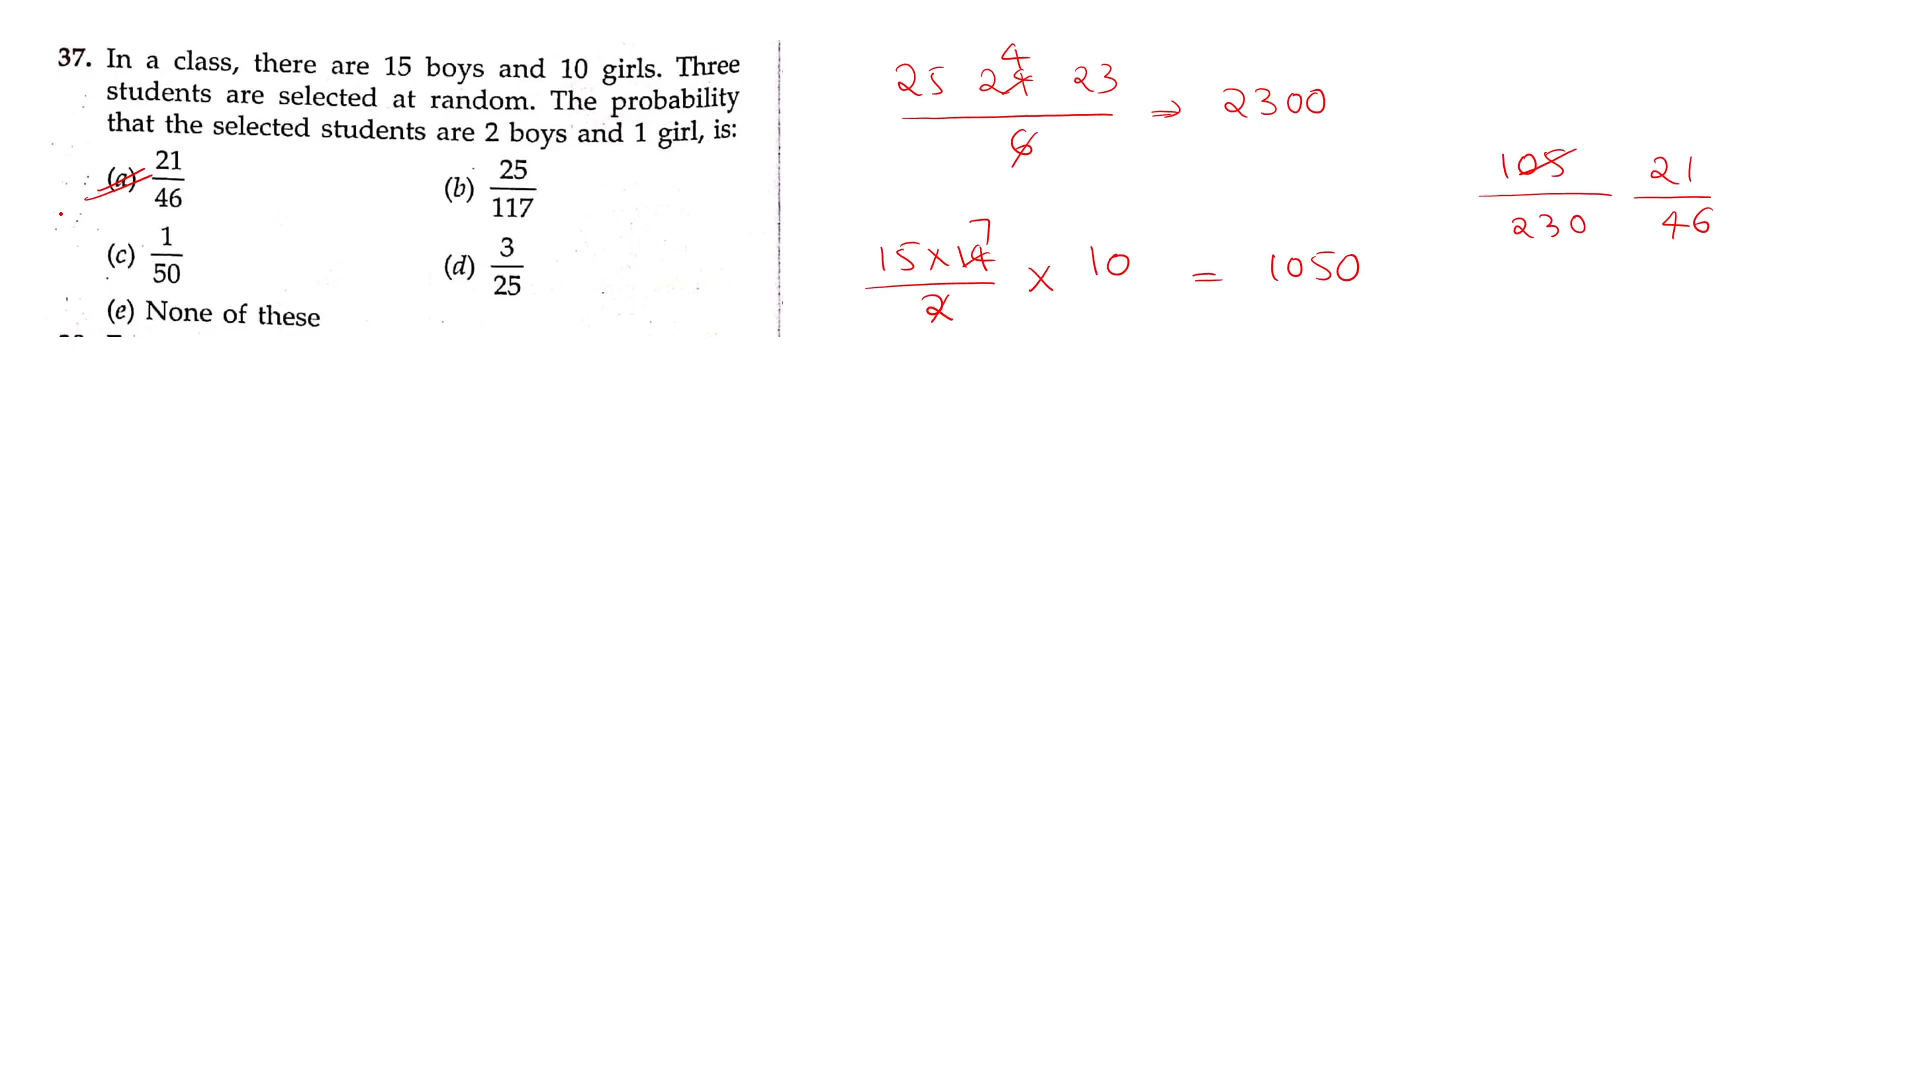 37. In a class, there are 15 boys and 10 girls. Three
students are selected at random. The probability
that the selected students are 2 boys and 1 girl, is:
(a) 21/46 (b) 25/117
(c) 1/50 (d) 3/25
(e) None of these
4
25 24 23
6
⇒ 2300
7
15 × 14
2
× 10 = 1050
105 21
230 46